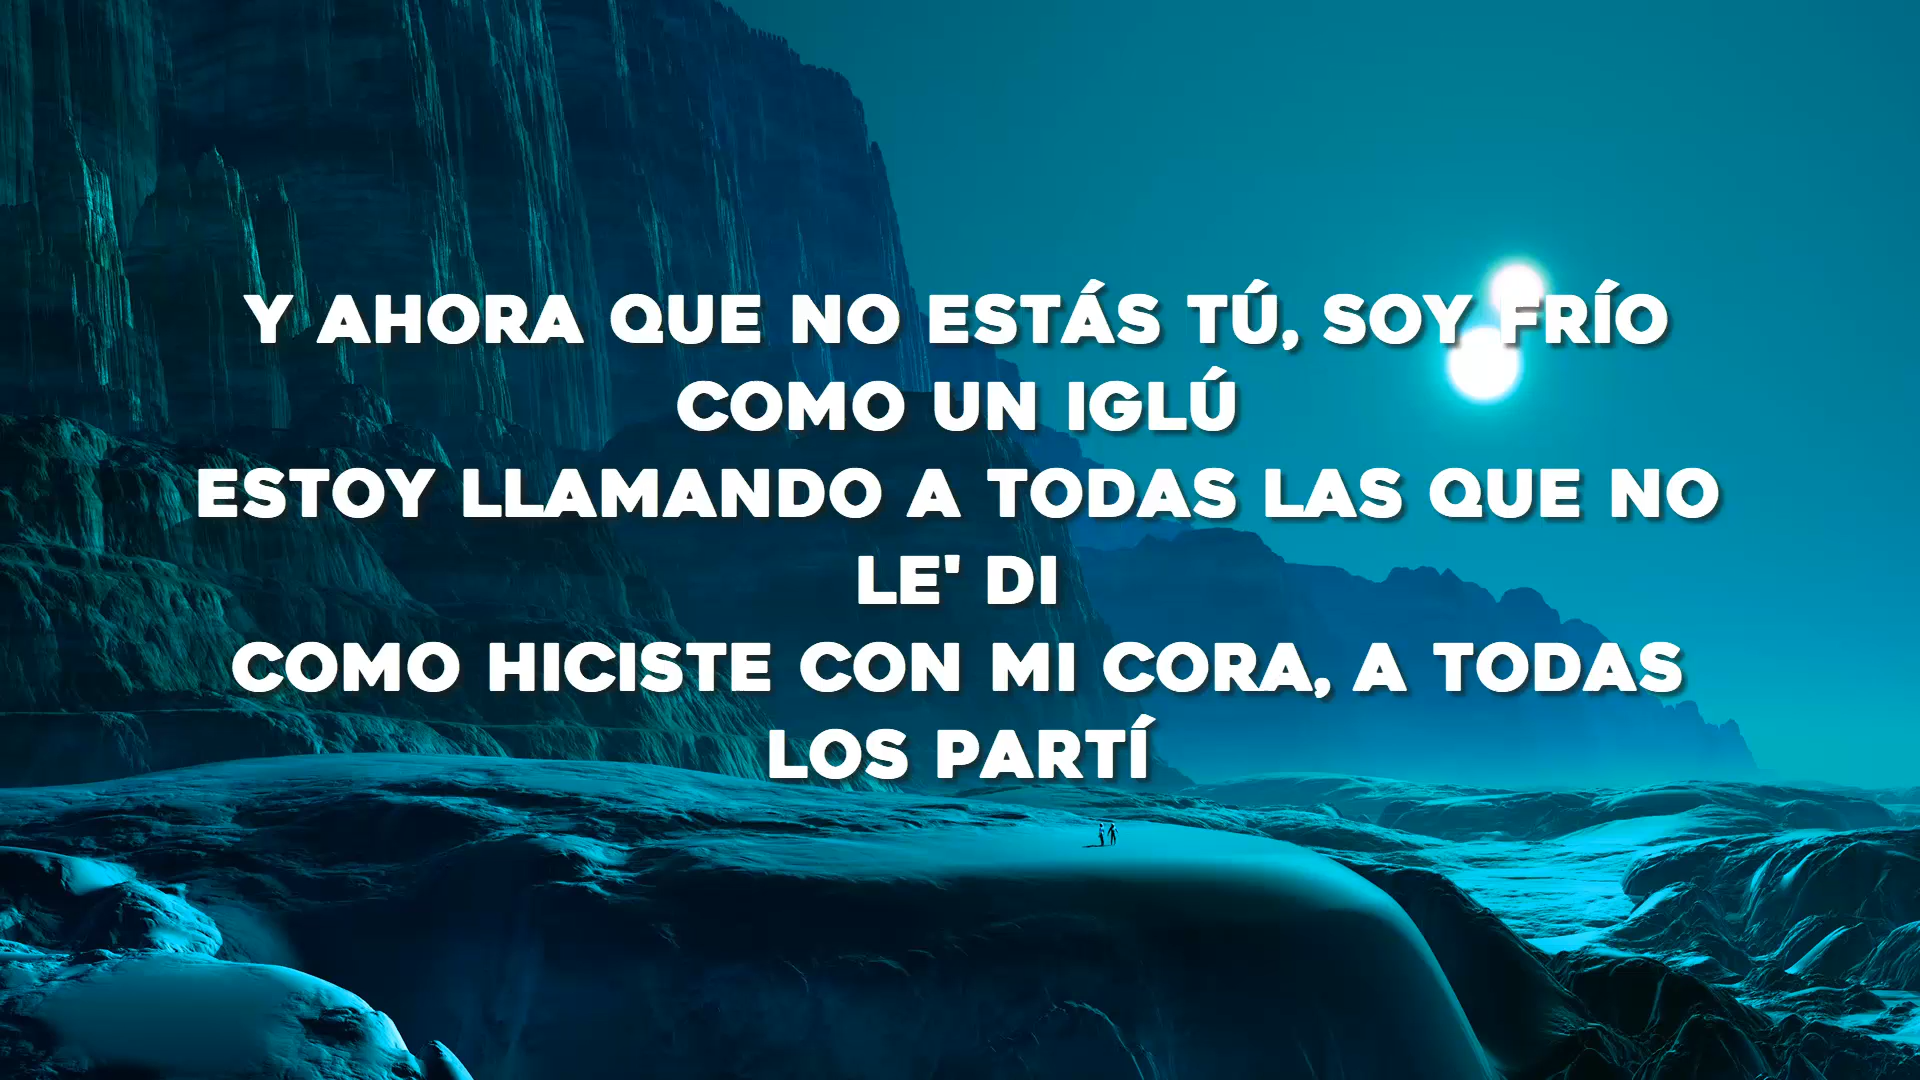 Y AHORA QUE NO ESTÁS TÚ, SOY FRÍO
COMO UN IGLÚ
ESTOY LLAMANDO A TODAS LAS QUE NO
LE' DI
COMO HICISTE CON MI CORA, A TODAS
LOS PARTÍ